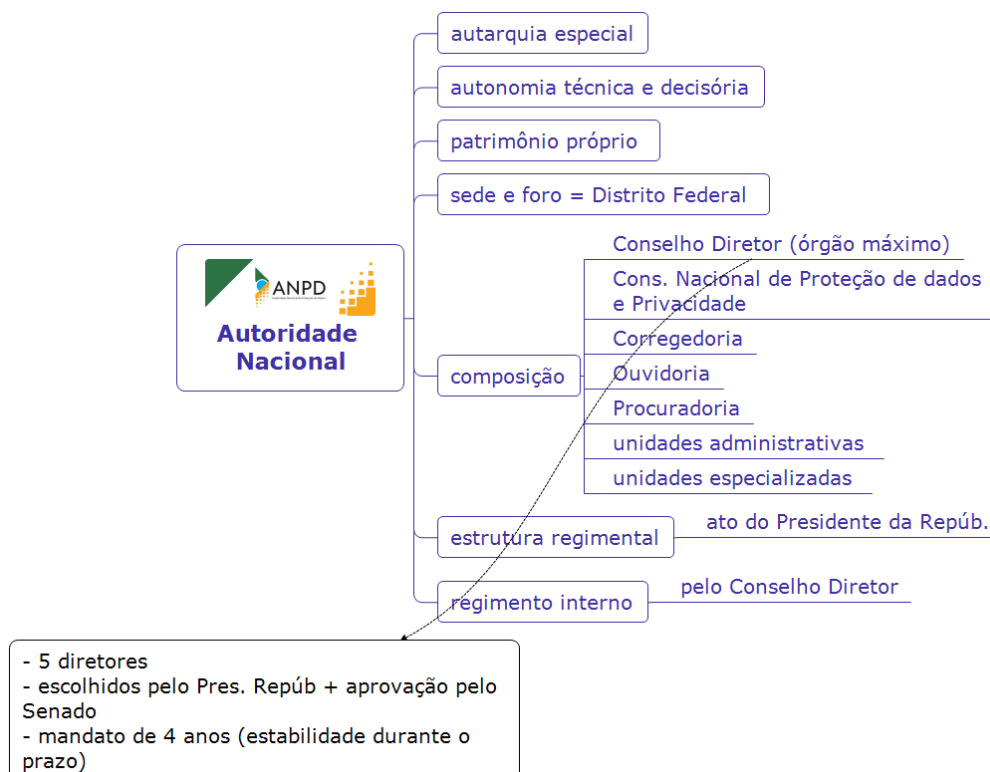 autarquia especial
autonomia técnica e decisória
patrimônio próprio
sede e foro = Distrito Federal
ANPD
Autoridade
Nacional
composição
Conselho Diretor (órgão máximo)
Cons. Nacional de Proteção de dados
e Privacidade
Corregedoria
Ouvidoria
Procuradoria
unidades administrativas
unidades especializadas
estrutura regimental
ato do Presidente da Repúb.
regimento interno
pelo Conselho Diretor
- 5 diretores
- escolhidos pelo Pres. Repúb + aprovação pelo
Senado
- mandato de 4 anos (estabilidade durante o
prazo)